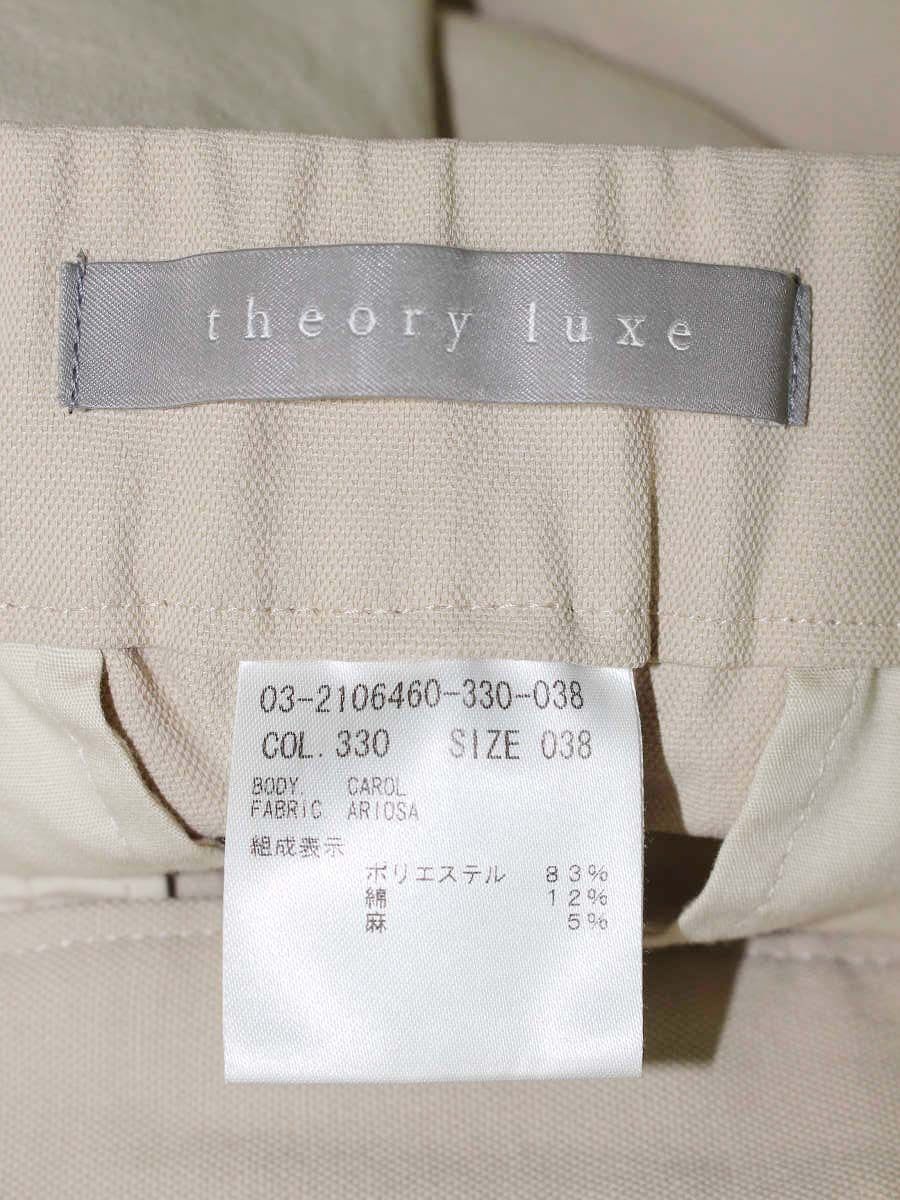 theory luxe
03-2106460-330-038
COL. 330 SIZE 038
BODY. CAROL
FABRIC ARIOSA
組成表示
ポリエステル 83%
綿 12%
麻 5%